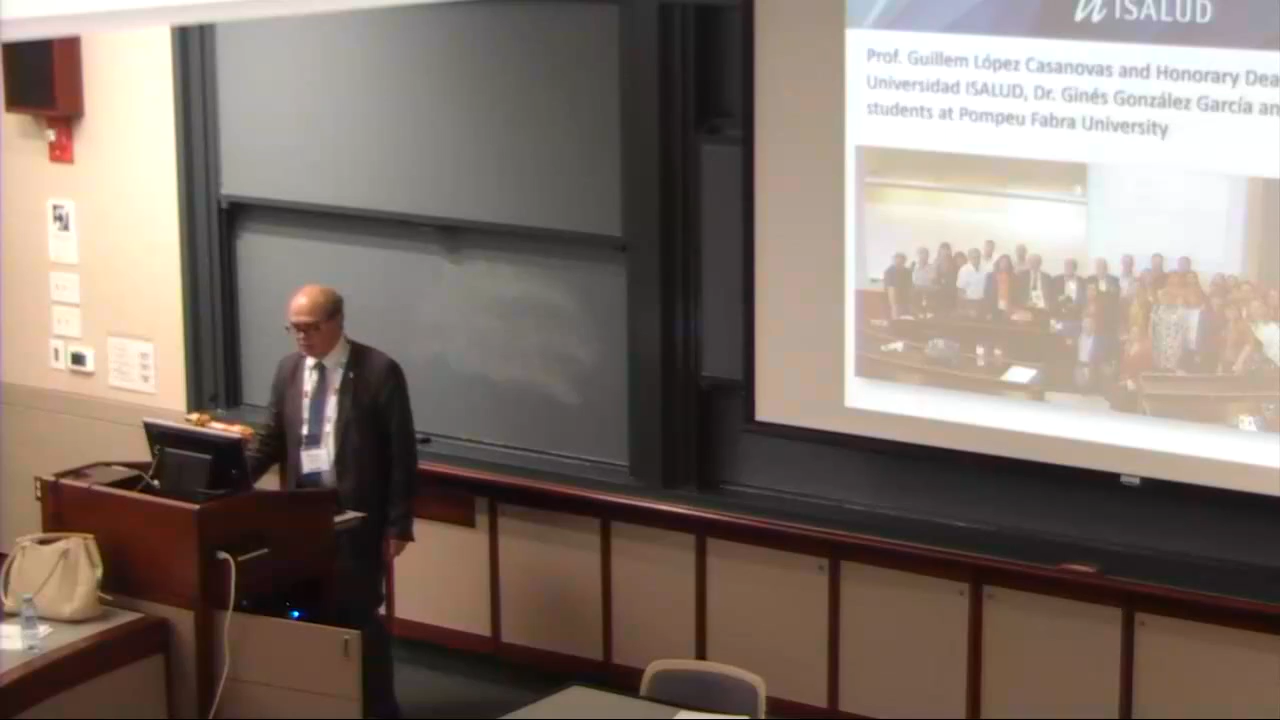 ISALUD
Prof. Guillem López Casanovas and Honorary Dea
Universidad ISALUD, Dr. Ginés González García an
students at Pompeu Fabra University